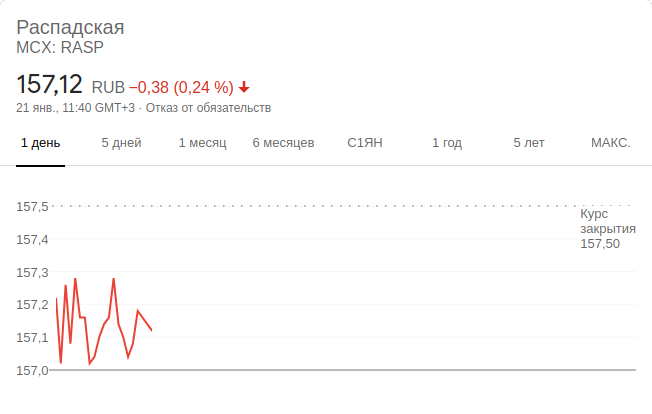 Распадская
MCX: RASP
157,12 RUB −0,38 (0,24 %)
21 янв., 11:40 GMT+3 · Отказ от обязательств
1 день 5 дней 1 месяц 6 месяцев С1ЯН 1 год 5 лет МАКС.
157,5
Курс
закрытия
157,50
157,4
157,3
157,2
157,1
157,0